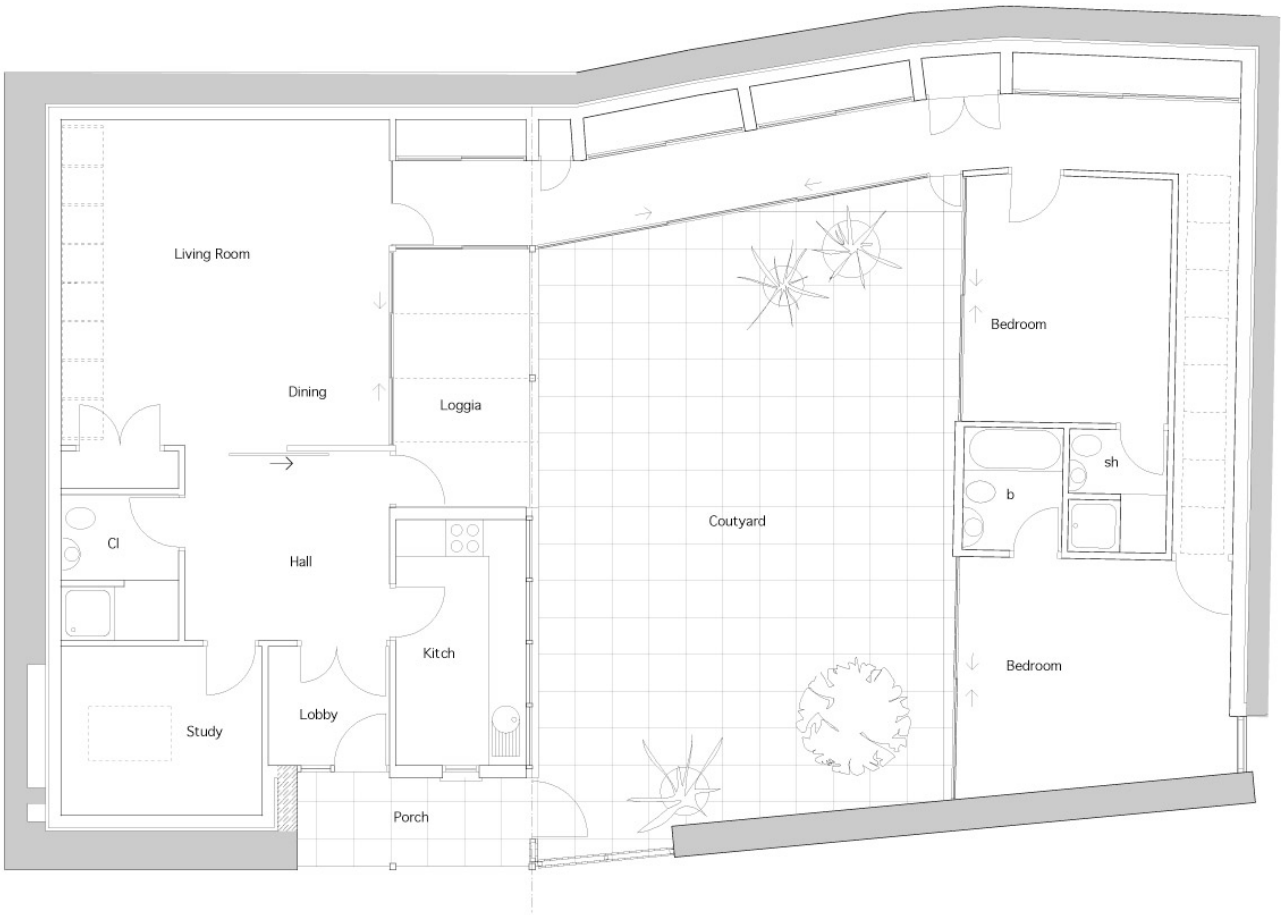 Living Room
Bedroom
Dining
Loggia
sh
b
Coutyard
Cl
Hall
Kitch
Bedroom
Lobby
Study
Porch